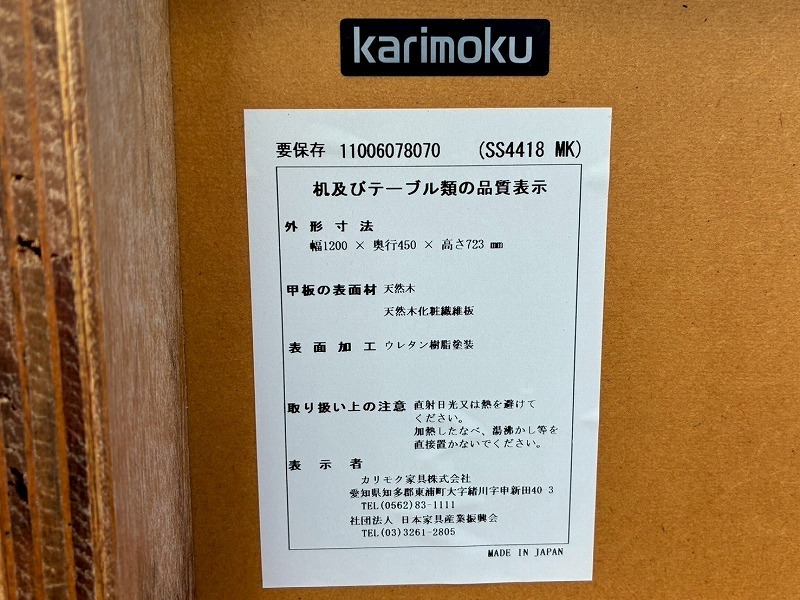 karimoku
要保存 11006078070 (SS4418 MK)
机及びテーブル類の品質表示
外形寸法
幅1200 × 奥行450 × 高さ723 mm
甲板の表面材 天然木
天然木化粧繊維板
表面加工 ウレタン樹脂塗装
取り扱い上の注意 直射日光又は熱を避けて
ください。
加熱したなべ、湯沸かし等を
直接置かないでください。
表示者
カリモク家具株式会社
愛知県知多郡東浦町大字緒川字申新田40 3
TEL(0562)83-1111
社団法人 日本家具産業振興会
TEL(03)3261-2805
MADE IN JAPAN